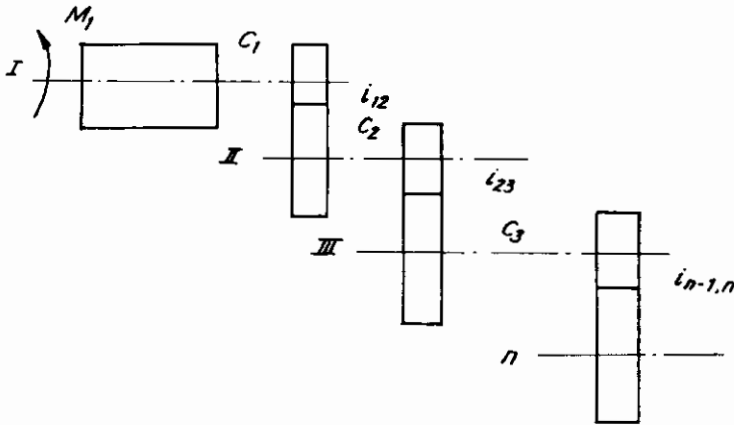 M₁
C₁
I
i₁₂
C₂
II
i₂₃
C₃
III
iₙ₋₁,ₙ
n